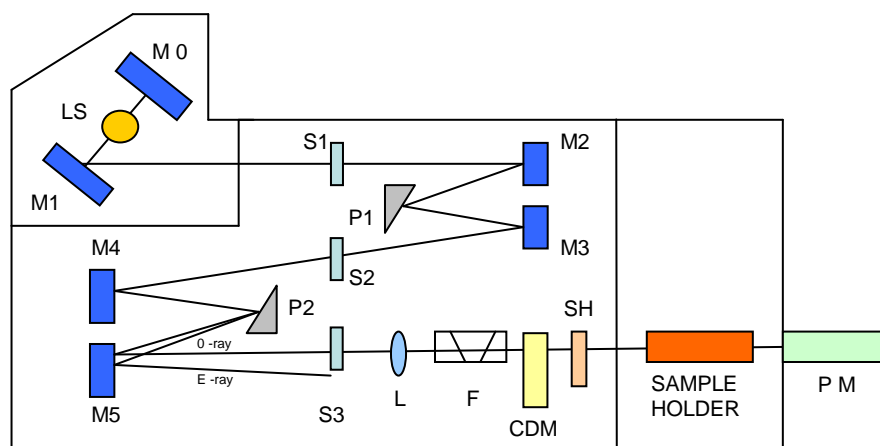 M 0
LS
M1
S1
M2
P1
M3
M4
S2
P2
SH
0 -ray
E -ray
M5
S3
L
F
CDM
SAMPLE
HOLDER
P M